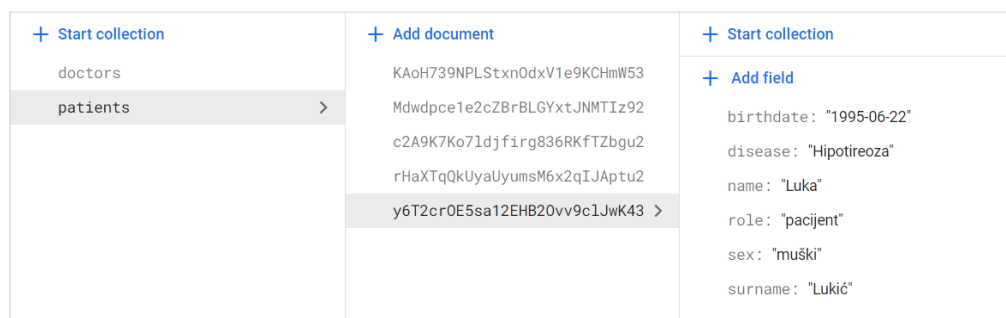 + Start collection
doctors
patients
+ Add document
KAoH739NPLStxnOdxV1e9KCHmW53
Mdwdpce1e2cZBrBLGYxtJNMTIz92
c2A9K7Ko7ldjfirg836RKfTZbgu2
rHaXTqQkUyaUyumsM6x2qIJAptu2
y6T2crOE5sa12EHB2Ovv9clJwK43
+ Start collection
+ Add field
birthdate: "1995-06-22"
disease: "Hipotireoza"
name: "Luka"
role: "pacijent"
sex: "muški"
surname: "Lukić"